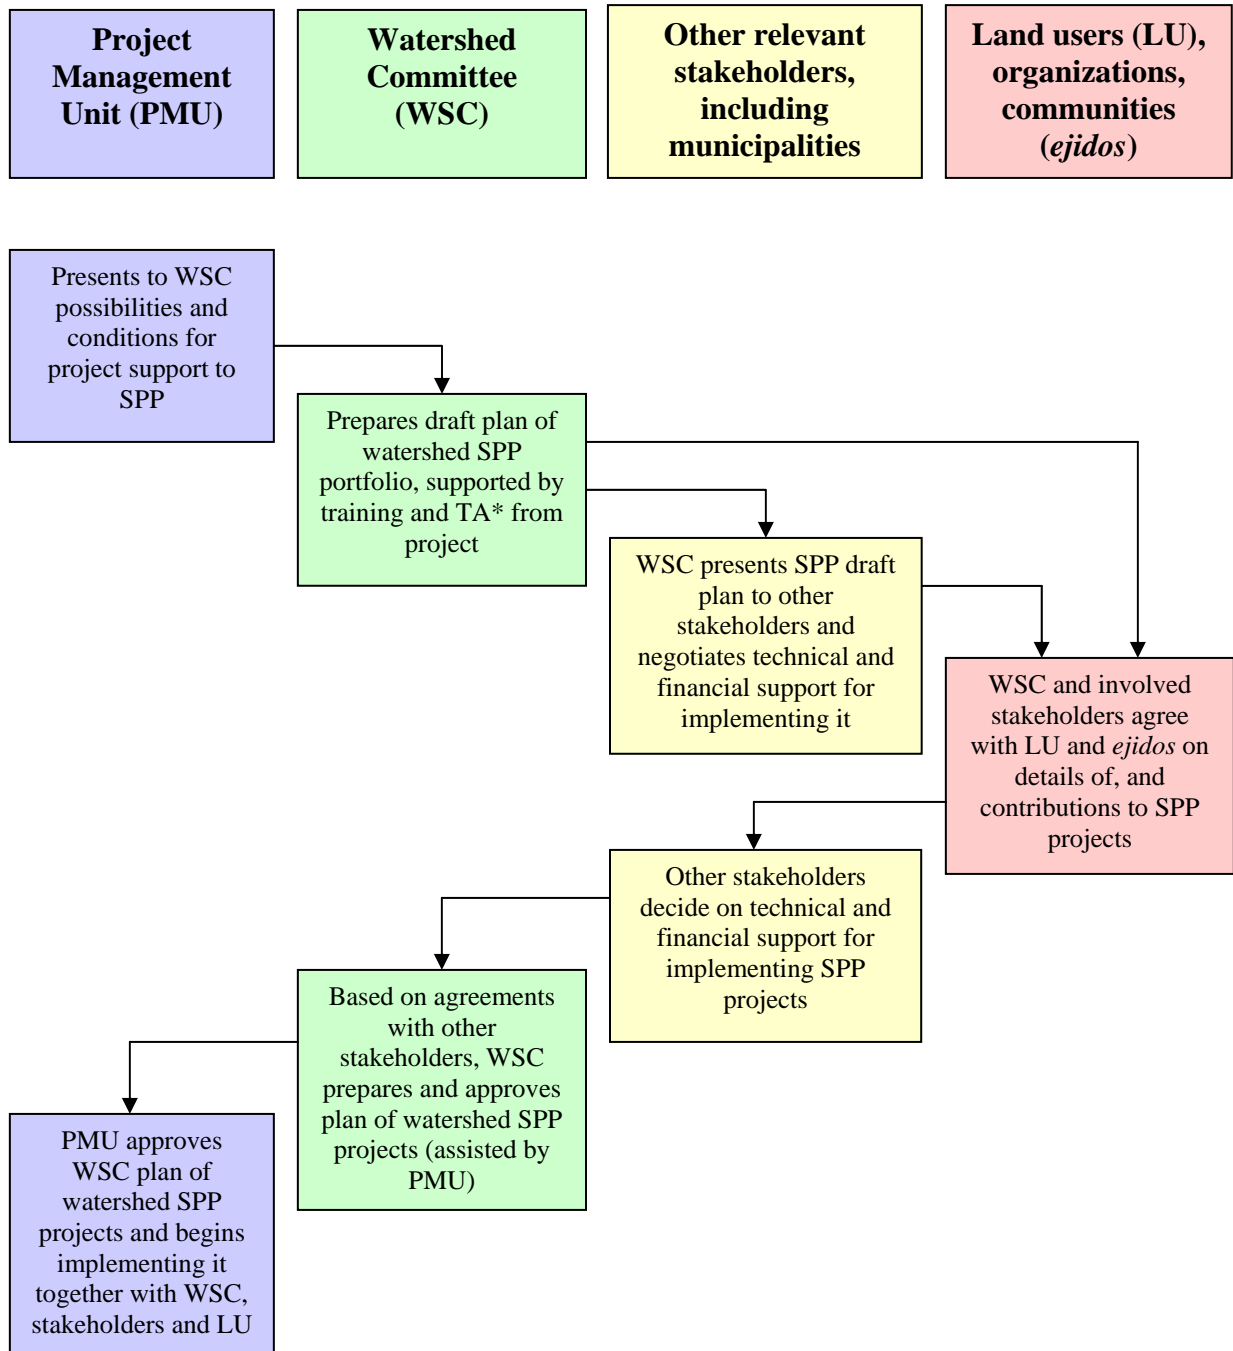 Project
Management
Unit (PMU)
Watershed
Committee
(WSC)
Other relevant
stakeholders,
including
municipalities
Land users (LU),
organizations,
communities
(ejidos)
Presents to WSC
possibilities and
conditions for
project support to
SPP
Prepares draft plan of
watershed SPP
portfolio, supported by
training and TA* from
project
WSC presents SPP draft
plan to other
stakeholders and
negotiates technical and
financial support for
implementing it
WSC and involved
stakeholders agree
with LU and ejidos on
details of, and
contributions to SPP
projects
Other stakeholders
decide on technical and
financial support for
implementing SPP
projects
Based on agreements
with other
stakeholders, WSC
prepares and approves
plan of watershed SPP
projects (assisted by
PMU)
PMU approves
WSC plan of
watershed SPP
projects and begins
implementing it
together with WSC,
stakeholders and LU